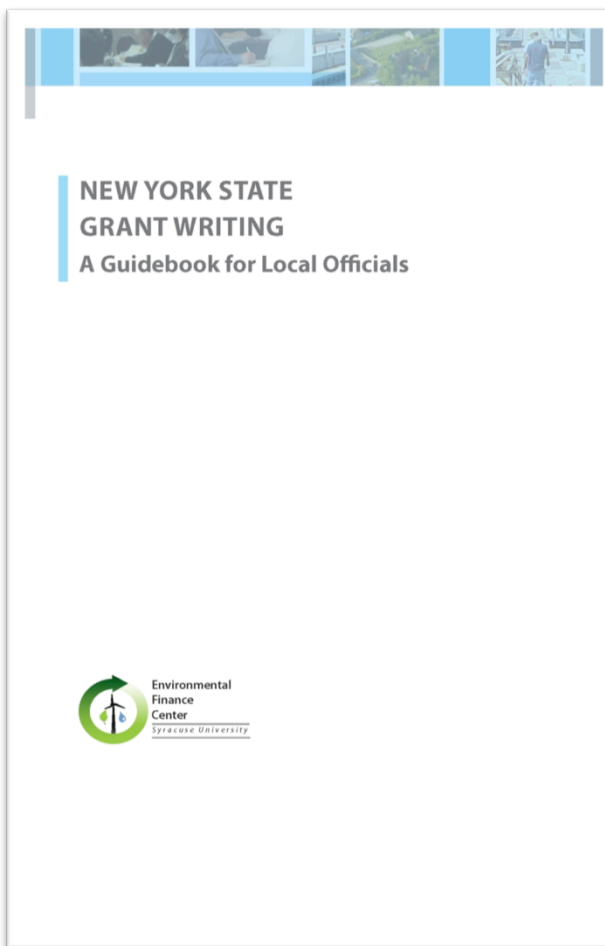 NEW YORK STATE
GRANT WRITING
A Guidebook for Local Officials
Environmental
Finance
Center
Syracuse University